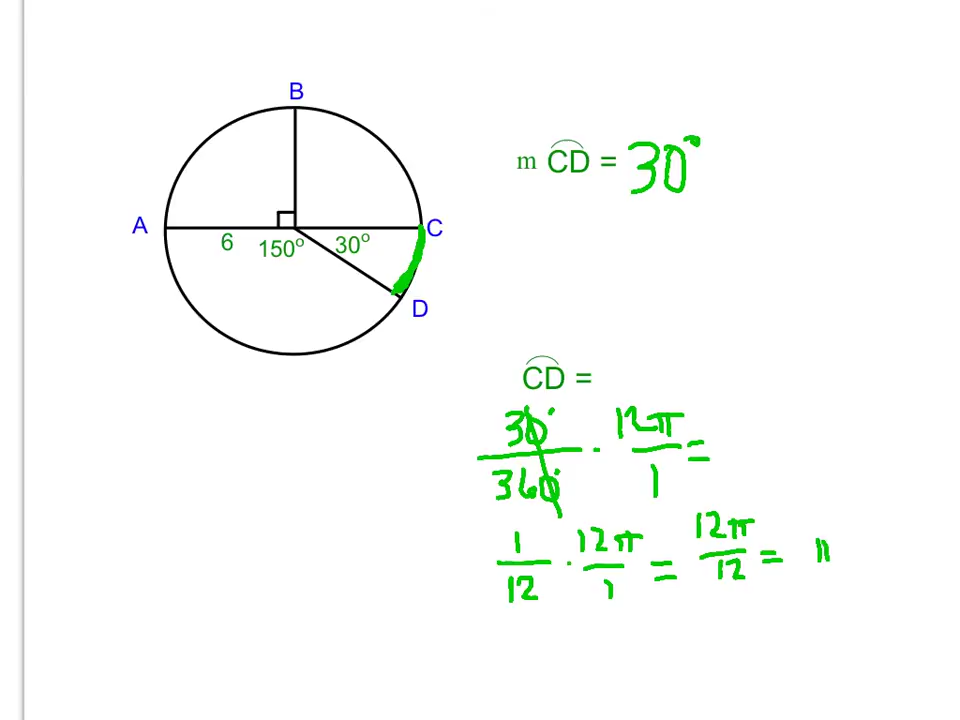 B
m CD = 30°
A
C
6
150°
30°
D
CD =
30°/360° · 12π/1 =
1/12 · 12π/1 = 12π/12 = π